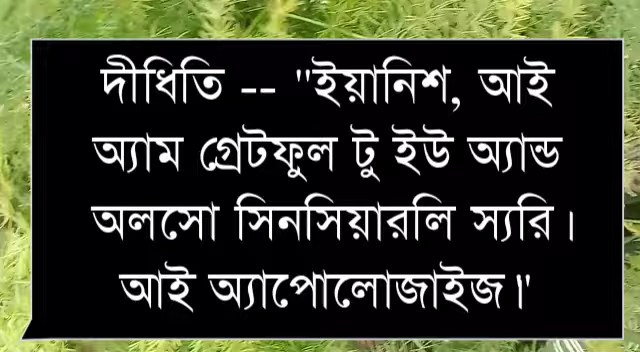 দীধিতি -- "ইয়ানিশ, আই
অ্যাম গ্রেটফুল টু ইউ অ্যান্ড
অলসো সিনসিয়ারলি স্যরি।
আই অ্যাপোলোজাইজ।"